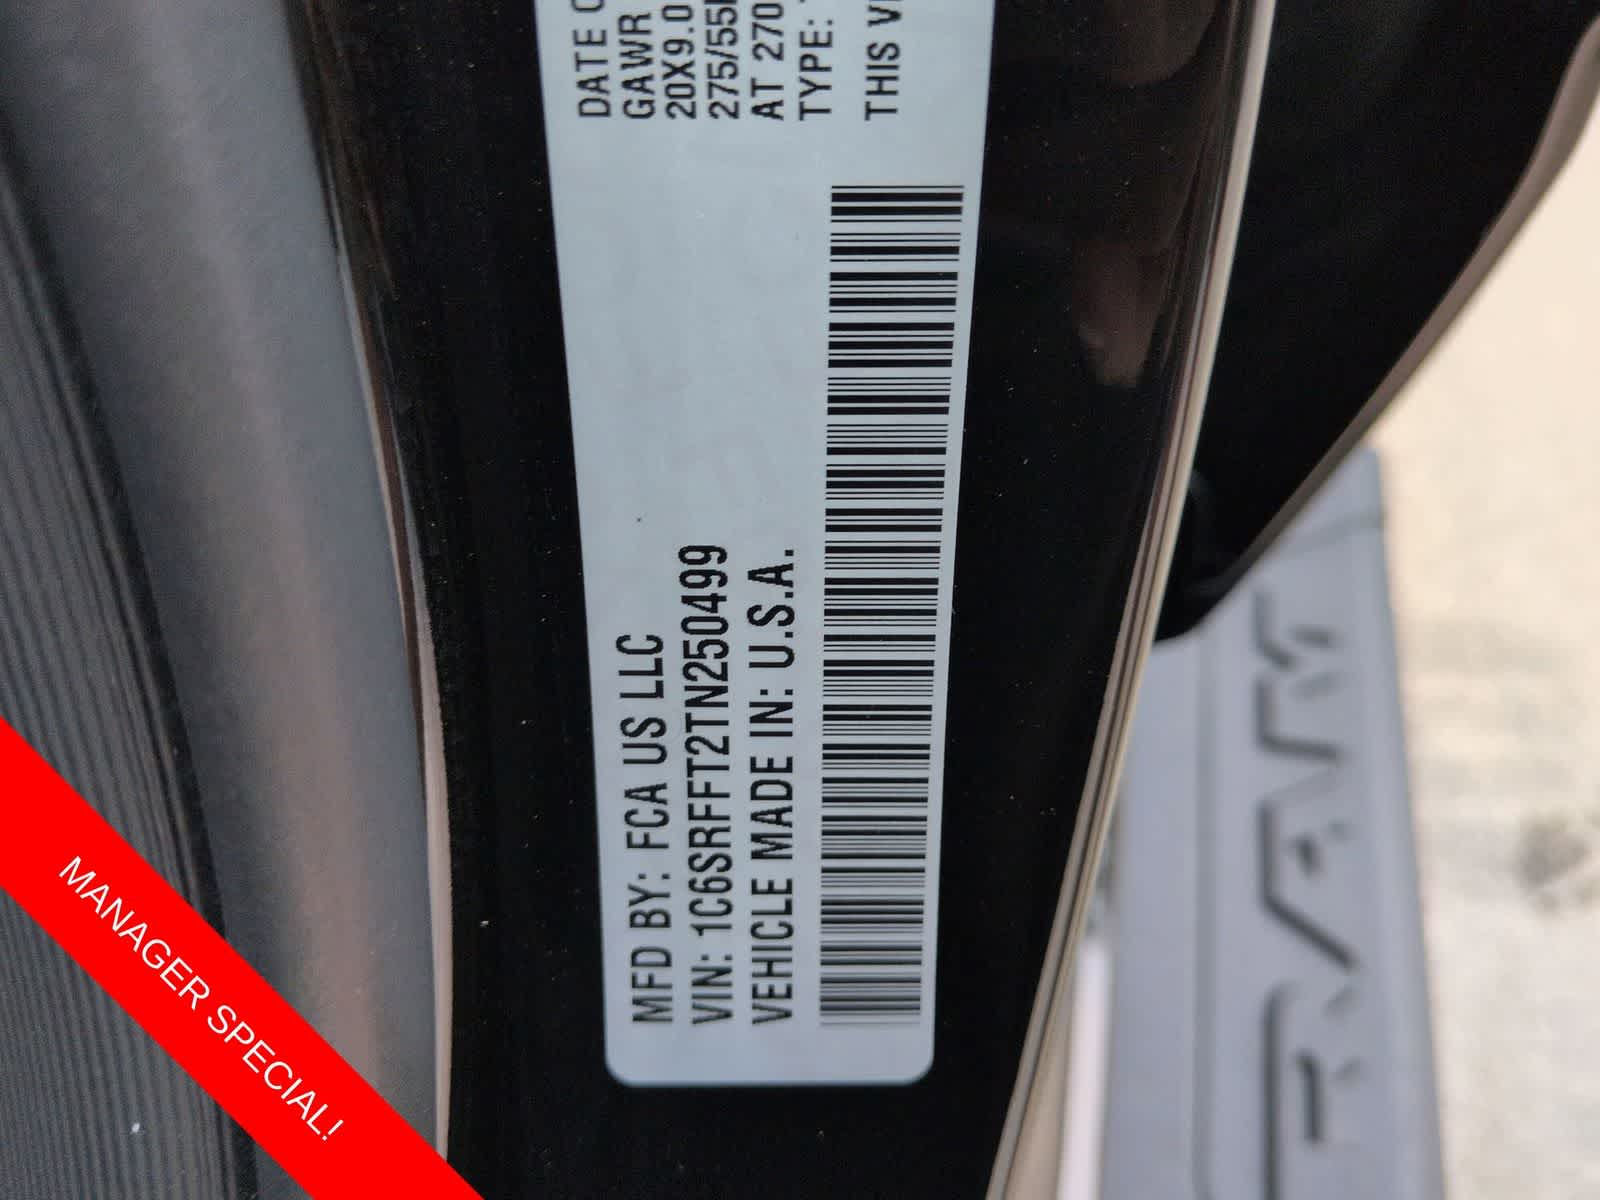 MFD BY: FCA US LLC
VIN: 1C6SRFFT2TN250499
VEHICLE MADE IN: U.S.A.
DATE O
GAWR
20X9.0
275/55
AT 270
TYPE:
THIS
RAM
MANAGER SPECIAL!